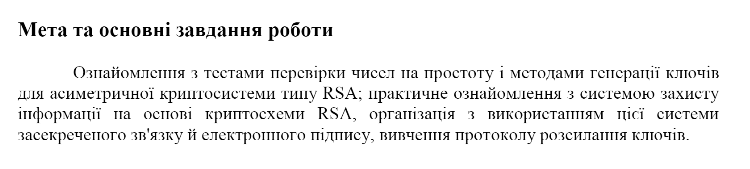 Мета та основні завдання роботи
Ознайомлення з тестами перевірки чисел на простоту і методами генерації ключів
для асиметричної криптосистеми типу RSA; практичне ознайомлення з системою захисту
інформації на основі криптосхеми RSA, організація з використанням цієї системи
засекреченого зв'язку й електронного підпису, вивчення протоколу розсилання ключів.